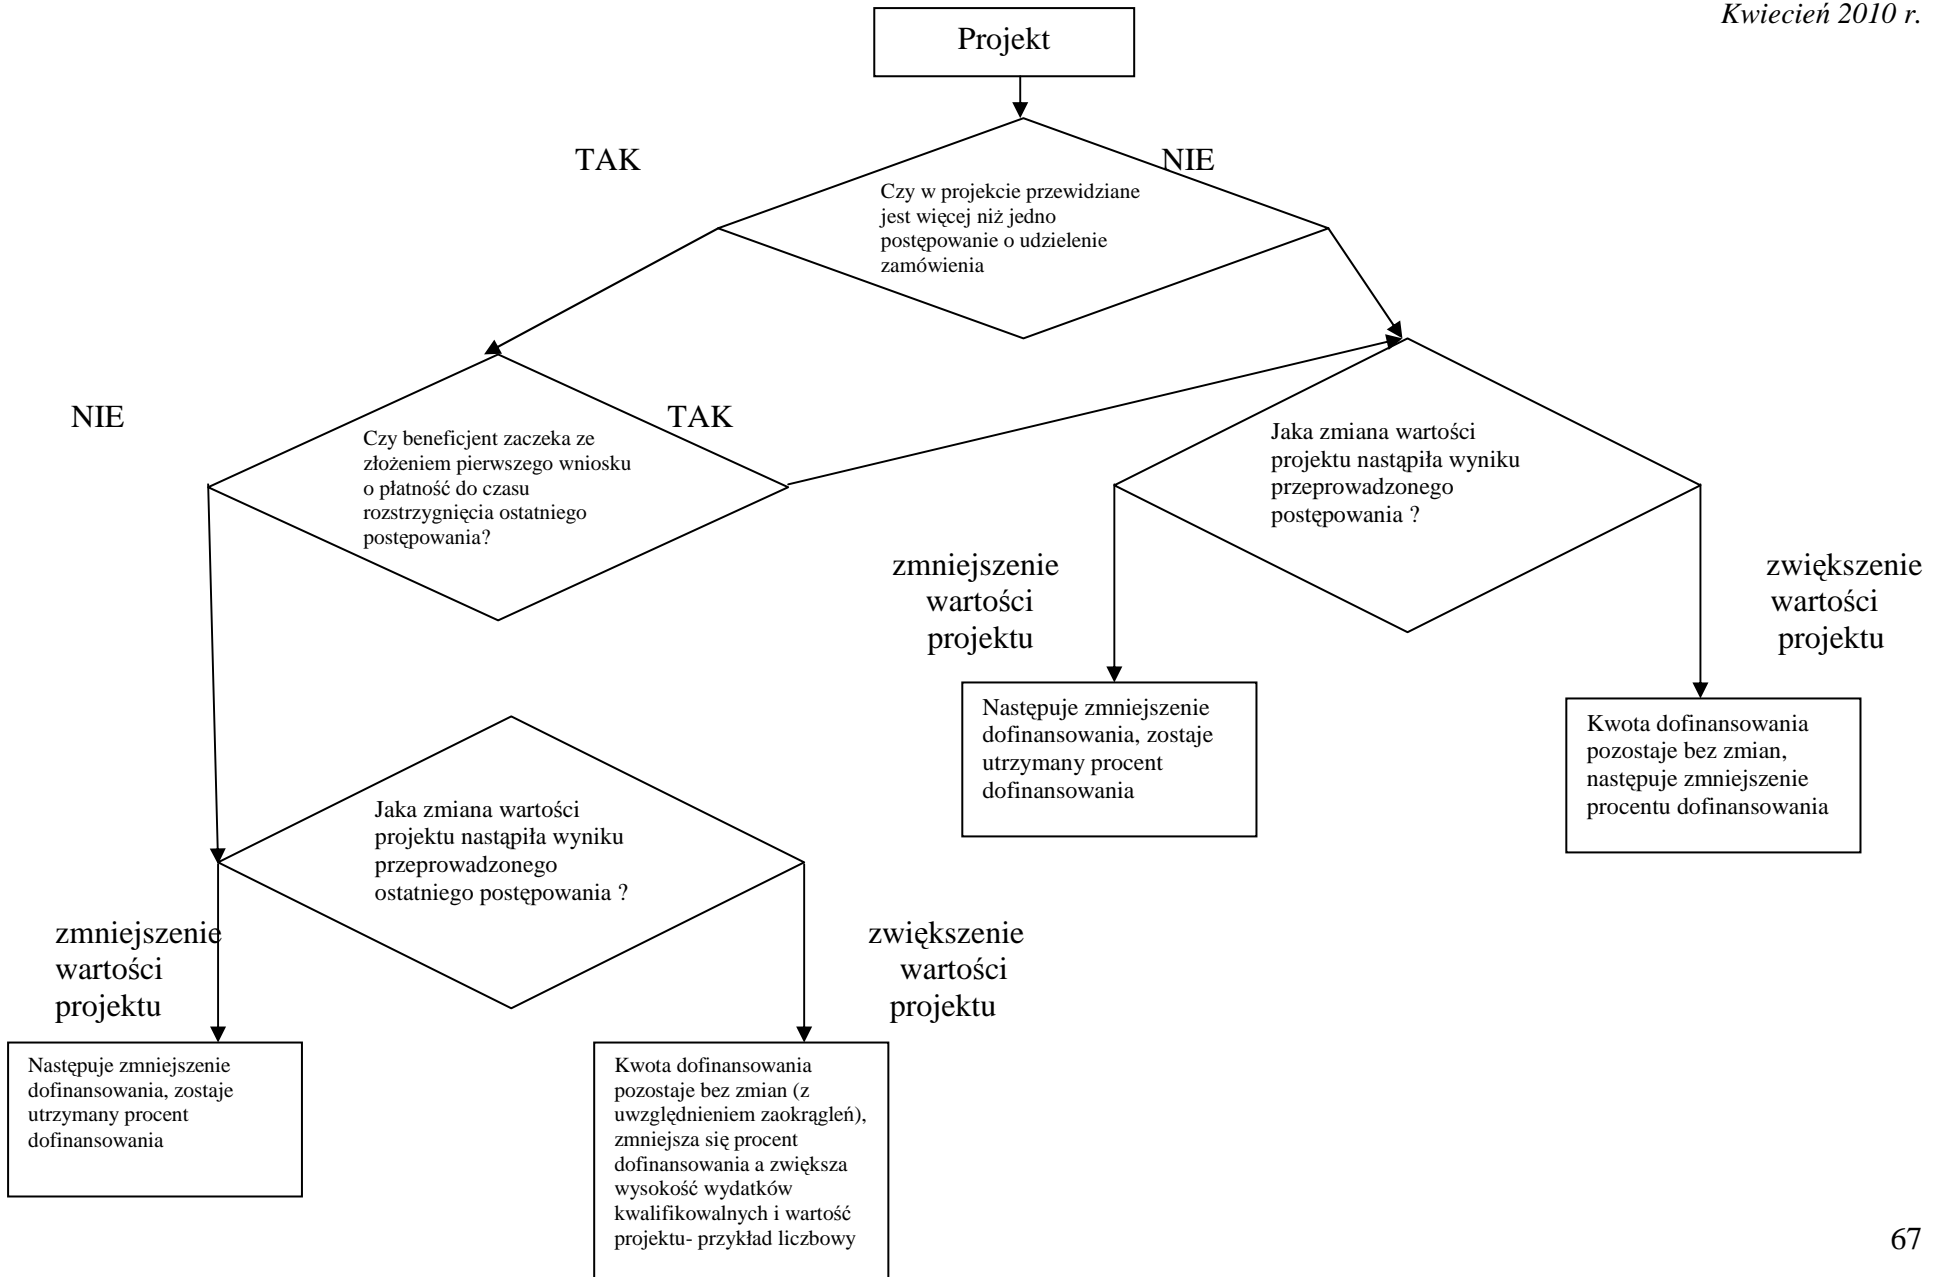 Kwiecień 2010 r.
Projekt
TAK
NIE
Czy w projekcie przewidziane
jest więcej niż jedno
postępowanie o udzielenie
zamówienia
NIE
TAK
Czy beneficjent zaczeka ze
złożeniem pierwszego wniosku
o płatność do czasu
rozstrzygnięcia ostatniego
postępowania?
Jaka zmiana wartości
projektu nastąpiła wyniku
przeprowadzonego
postępowania ?
zmniejszenie
wartości
projektu
zwiększenie
wartości
projektu
Następuje zmniejszenie
dofinansowania, zostaje
utrzymany procent
dofinansowania
Kwota dofinansowania
pozostaje bez zmian,
następuje zmniejszenie
procentu dofinansowania
Jaka zmiana wartości
projektu nastąpiła wyniku
przeprowadzonego
ostatniego postępowania ?
zmniejszenie
wartości
projektu
zwiększenie
wartości
projektu
Następuje zmniejszenie
dofinansowania, zostaje
utrzymany procent
dofinansowania
Kwota dofinansowania
pozostaje bez zmian (z
uwzględnieniem zaokrągleń),
zmniejsza się procent
dofinansowania a zwiększa
wysokość wydatków
kwalifikowalnych i wartość
projektu- przykład liczbowy
67